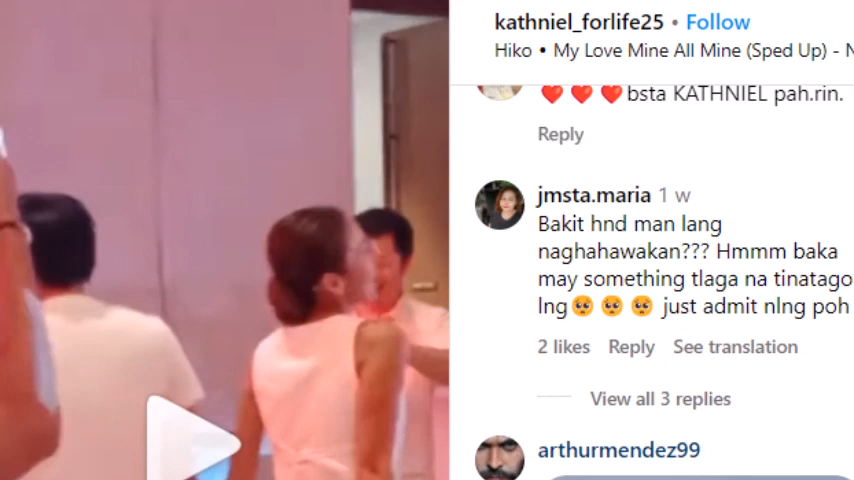 kathniel_forlife25 • Follow
Hiko • My Love Mine All Mine (Sped Up) - N
❤️ ❤️ ❤️ bsta KATHNIEL pah.rin.
Reply
jmsta.maria 1 w
Bakit hnd man lang
naghahawakan??? Hmmm baka
may something tlaga na tinatago
lng🥺 🥺 🥺 just admit nlng poh
2 likes Reply See translation
View all 3 replies
arthurmendez99